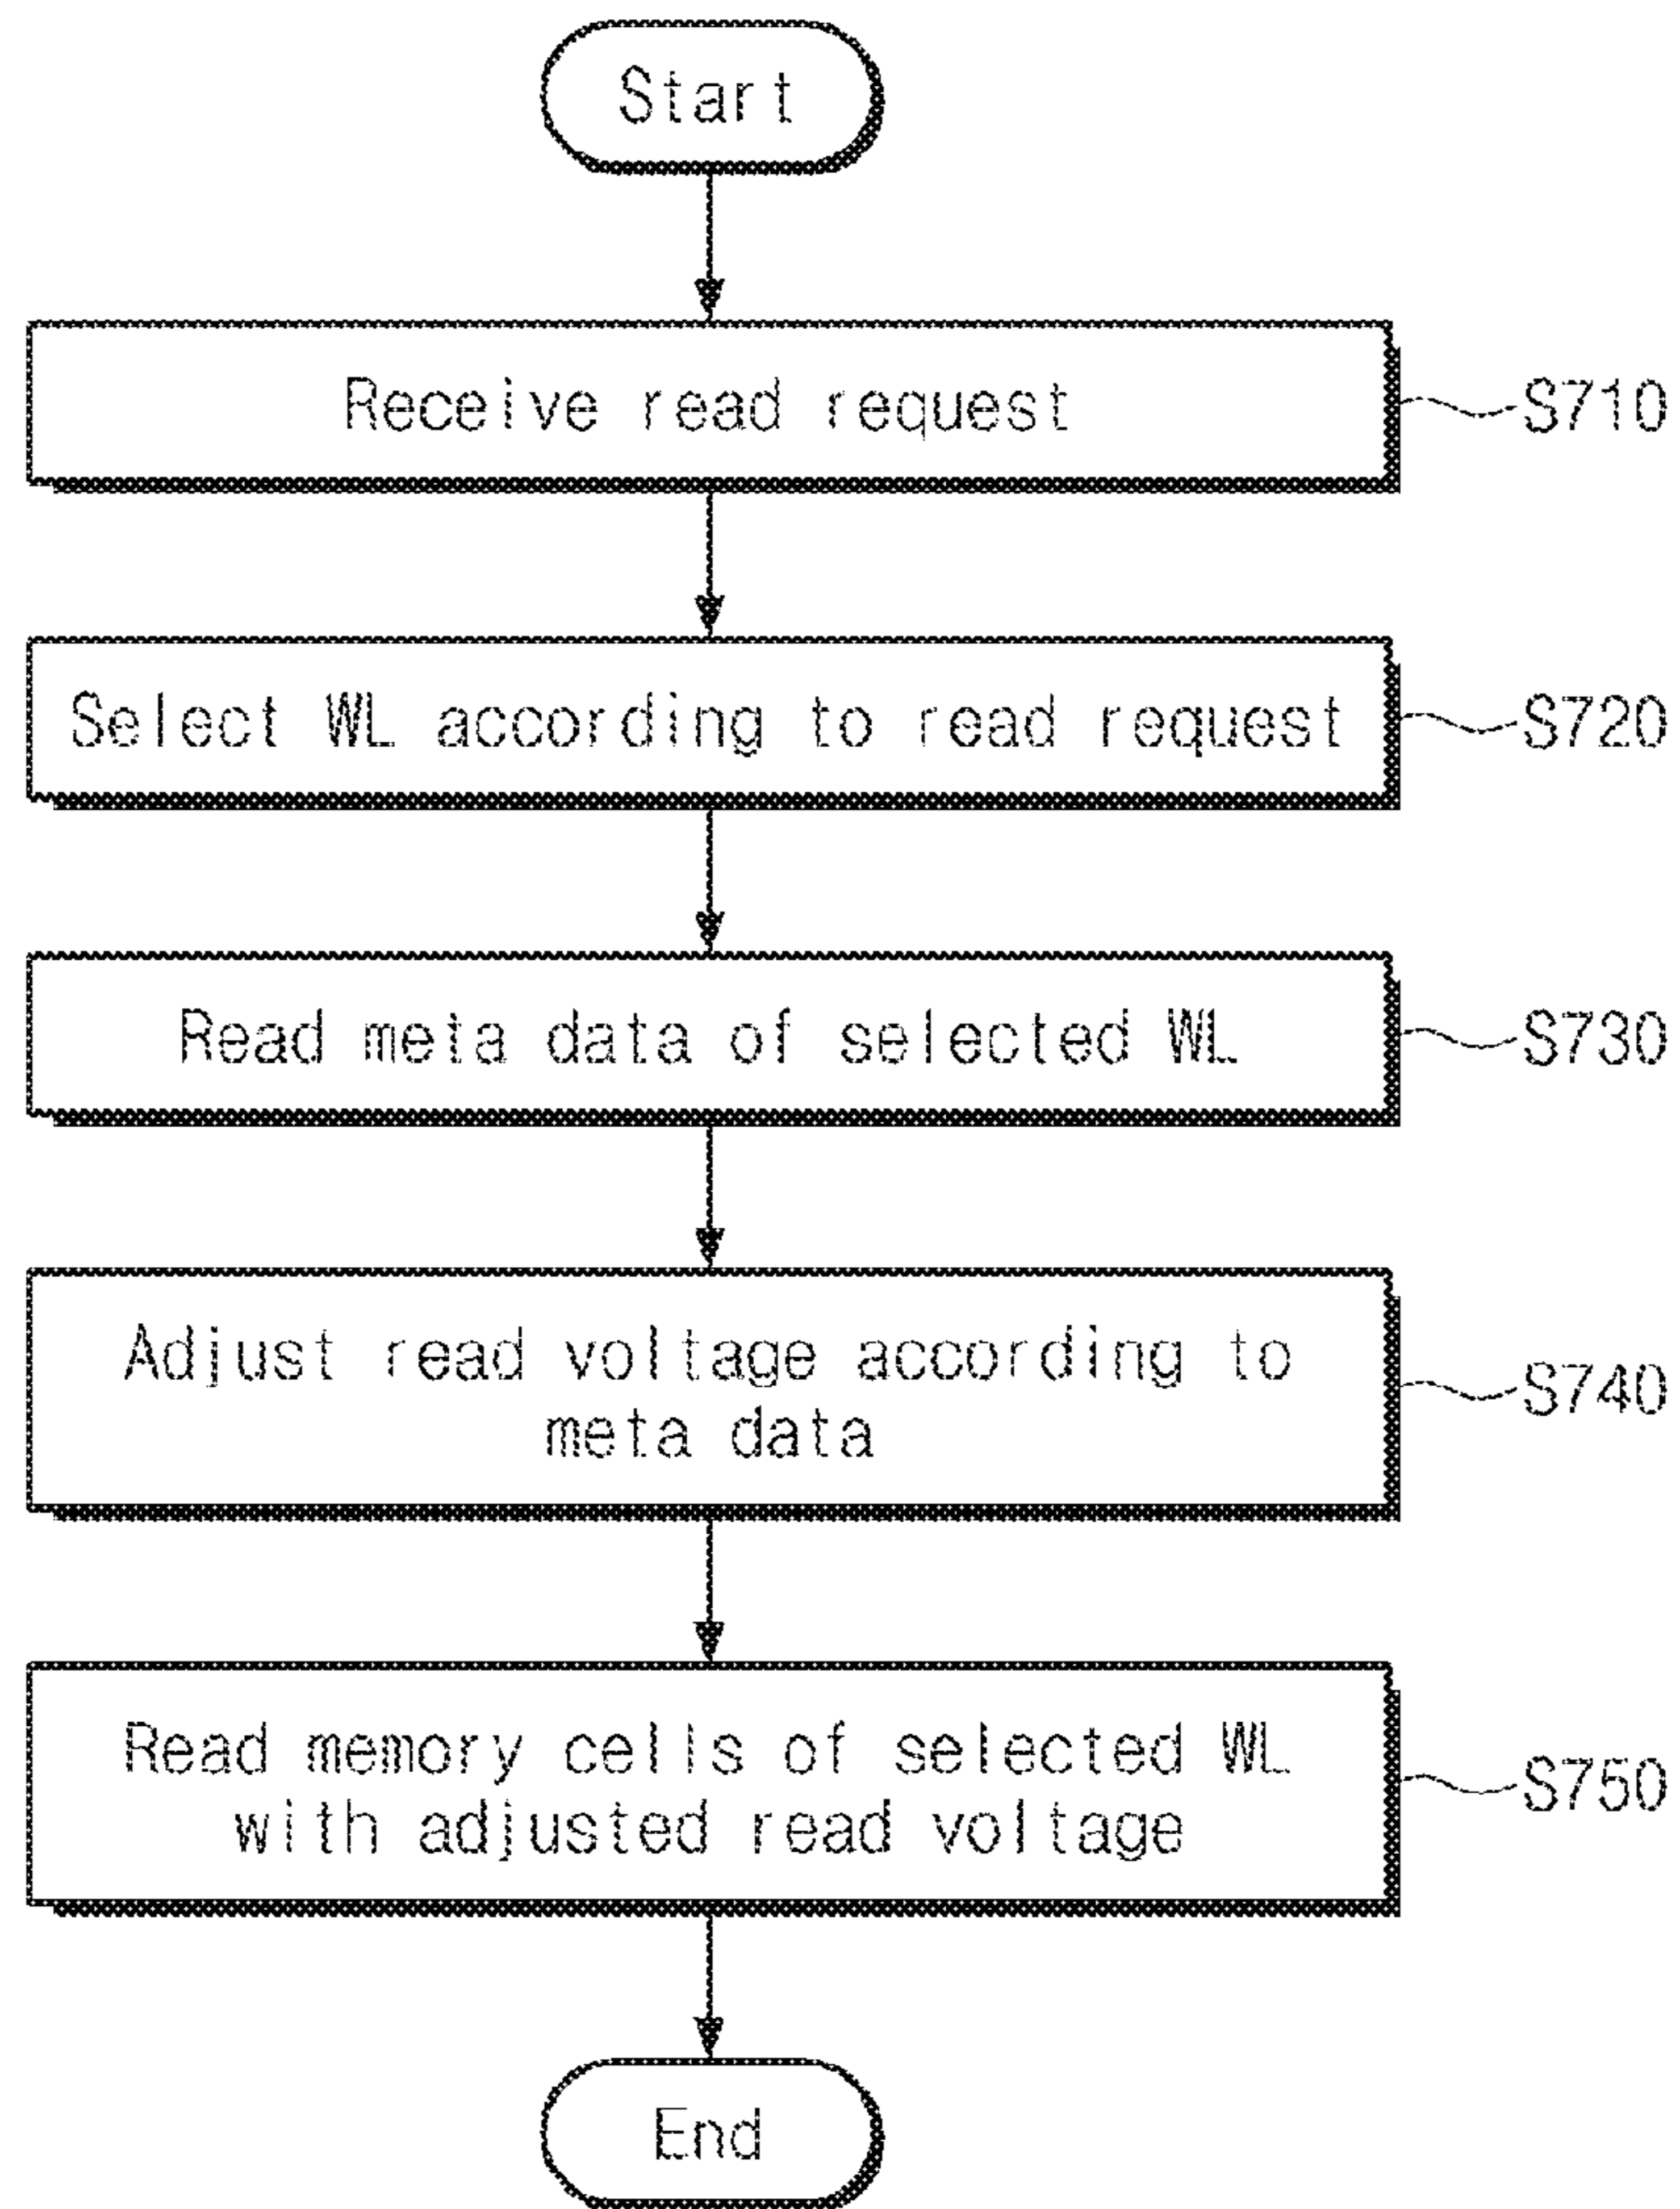 Start
Receive read request
S710
Select WL according to read request
S720
Read meta data of selected WL
S730
Adjust read voltage according to
meta data
S740
Read memory cells of selected WL
with adjusted read voltage
S750
End